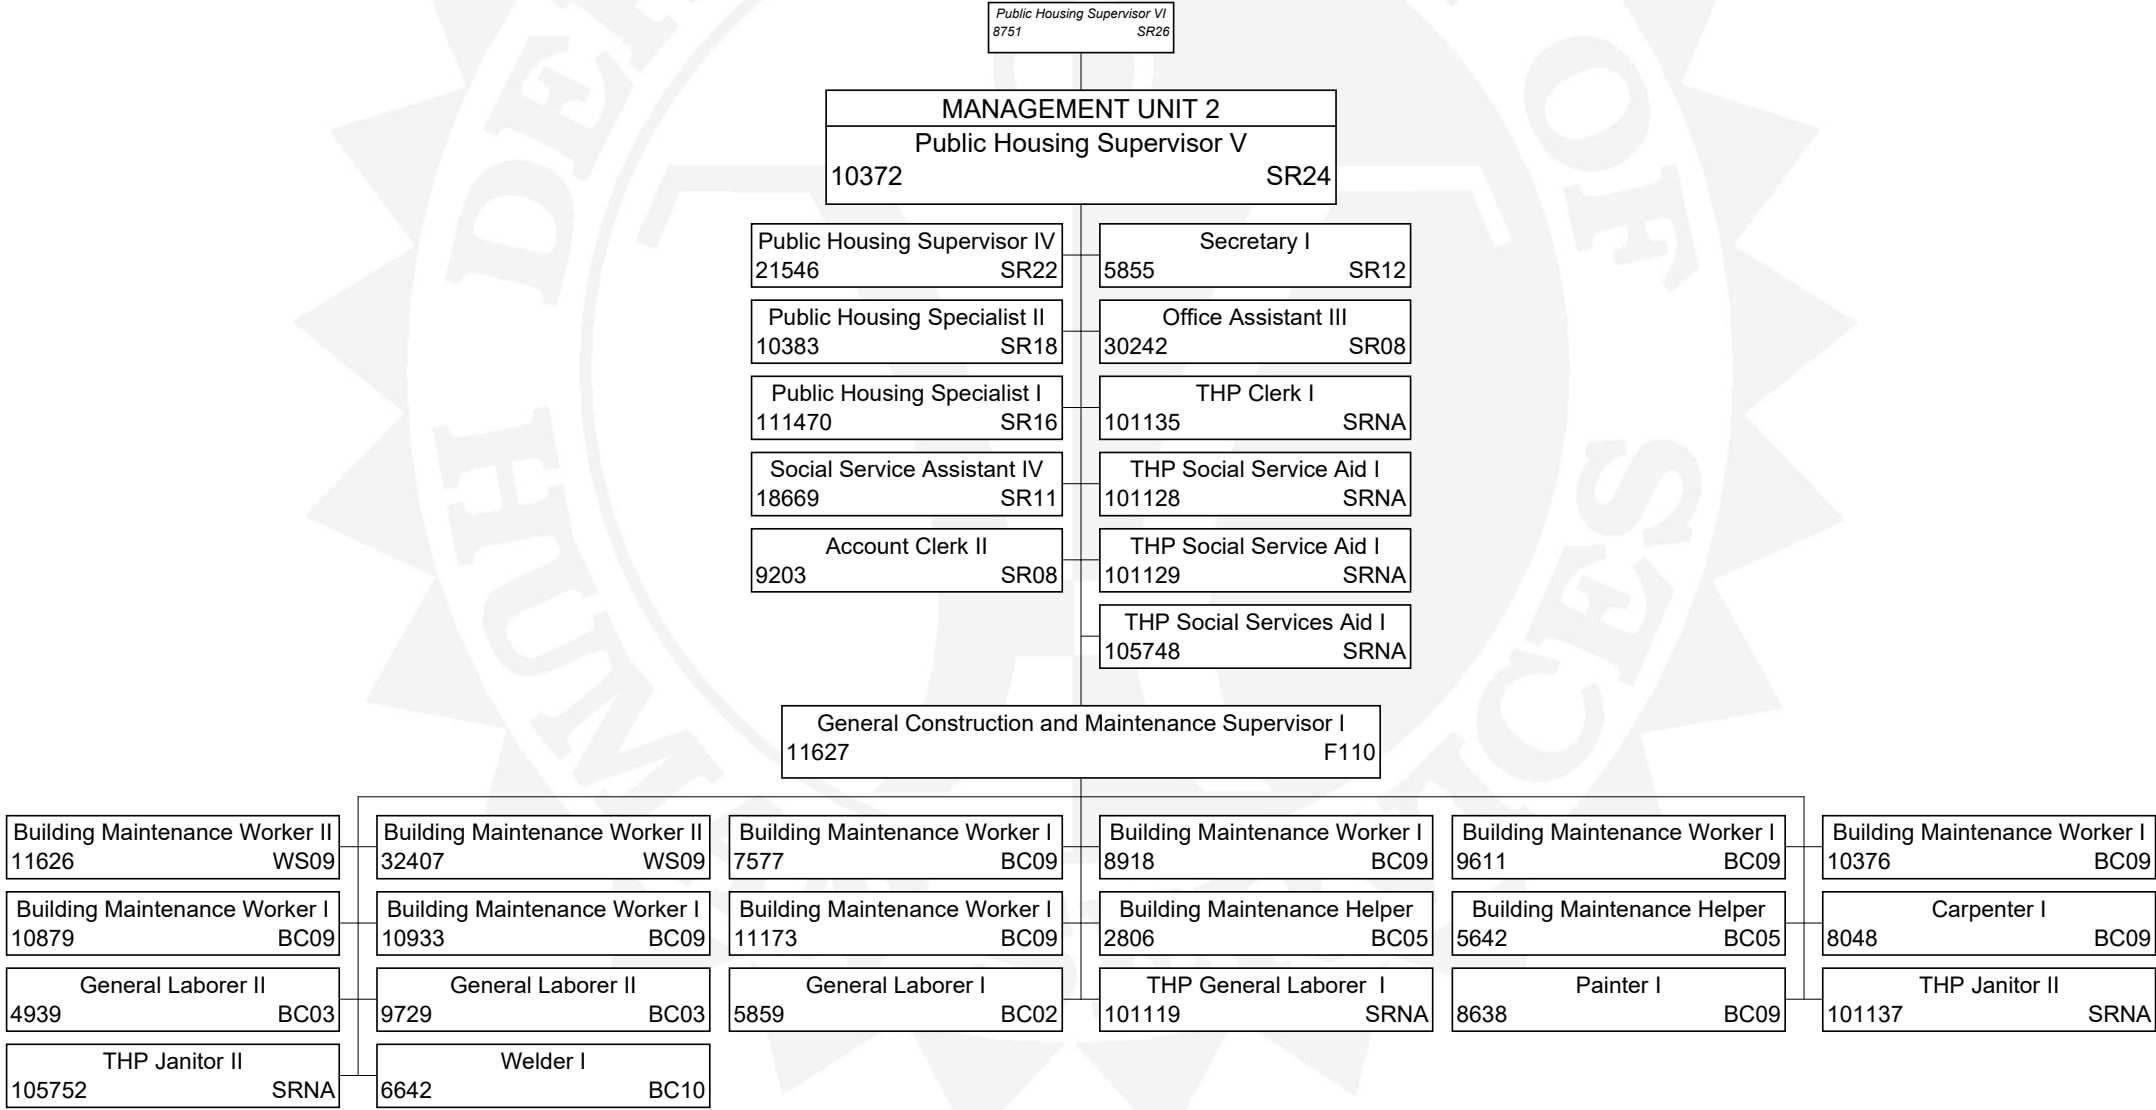 Public Housing Supervisor VI
8751 SR26
MANAGEMENT UNIT 2
Public Housing Supervisor V
10372 SR24
Public Housing Supervisor IV
21546 SR22
Secretary I
5855 SR12
Public Housing Specialist II
10383 SR18
Office Assistant III
30242 SR08
Public Housing Specialist I
111470 SR16
THP Clerk I
101135 SRNA
Social Service Assistant IV
18669 SR11
THP Social Service Aid I
101128 SRNA
Account Clerk II
9203 SR08
THP Social Service Aid I
101129 SRNA
THP Social Services Aid I
105748 SRNA
General Construction and Maintenance Supervisor I
11627 F110
Building Maintenance Worker II
11626 WS09
Building Maintenance Worker II
32407 WS09
Building Maintenance Worker I
7577 BC09
Building Maintenance Worker I
8918 BC09
Building Maintenance Worker I
9611 BC09
Building Maintenance Worker I
10376 BC09
Building Maintenance Worker I
10879 BC09
Building Maintenance Worker I
10933 BC09
Building Maintenance Worker I
11173 BC09
Building Maintenance Helper
2806 BC05
Building Maintenance Helper
5642 BC05
Carpenter I
8048 BC09
General Laborer II
4939 BC03
General Laborer II
9729 BC03
General Laborer I
5859 BC02
THP General Laborer I
101119 SRNA
Painter I
8638 BC09
THP Janitor II
101137 SRNA
THP Janitor II
105752 SRNA
Welder I
6642 BC10